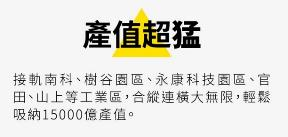 產值超猛
接軌南科、樹谷園區、永康科技園區、官
田、山上等工業區，合縱連橫大無限，輕鬆
吸納15000億產值。